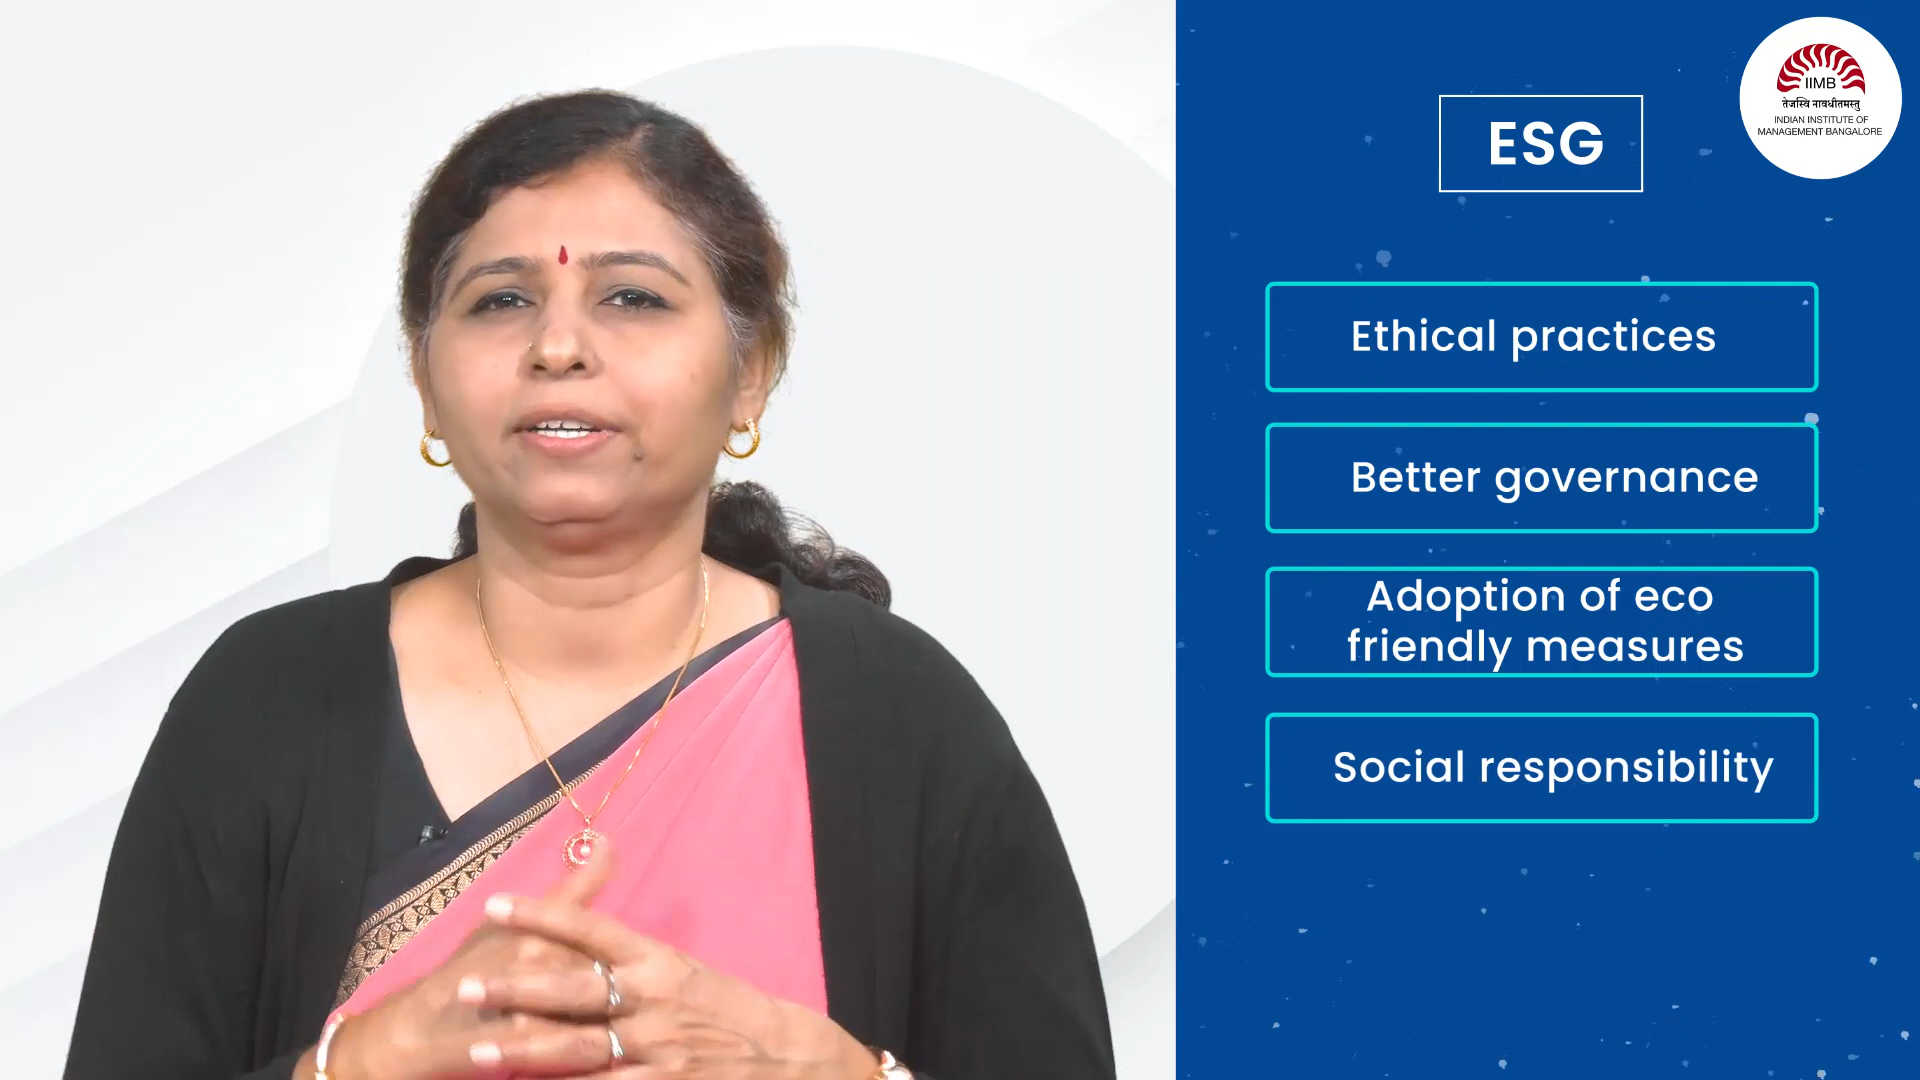 ESG
IIMB
तेजस्वि नावधीतमस्तु
INDIAN INSTITUTE OF
MANAGEMENT BANGALORE
Ethical practices
Better governance
Adoption of eco
friendly measures
Social responsibility